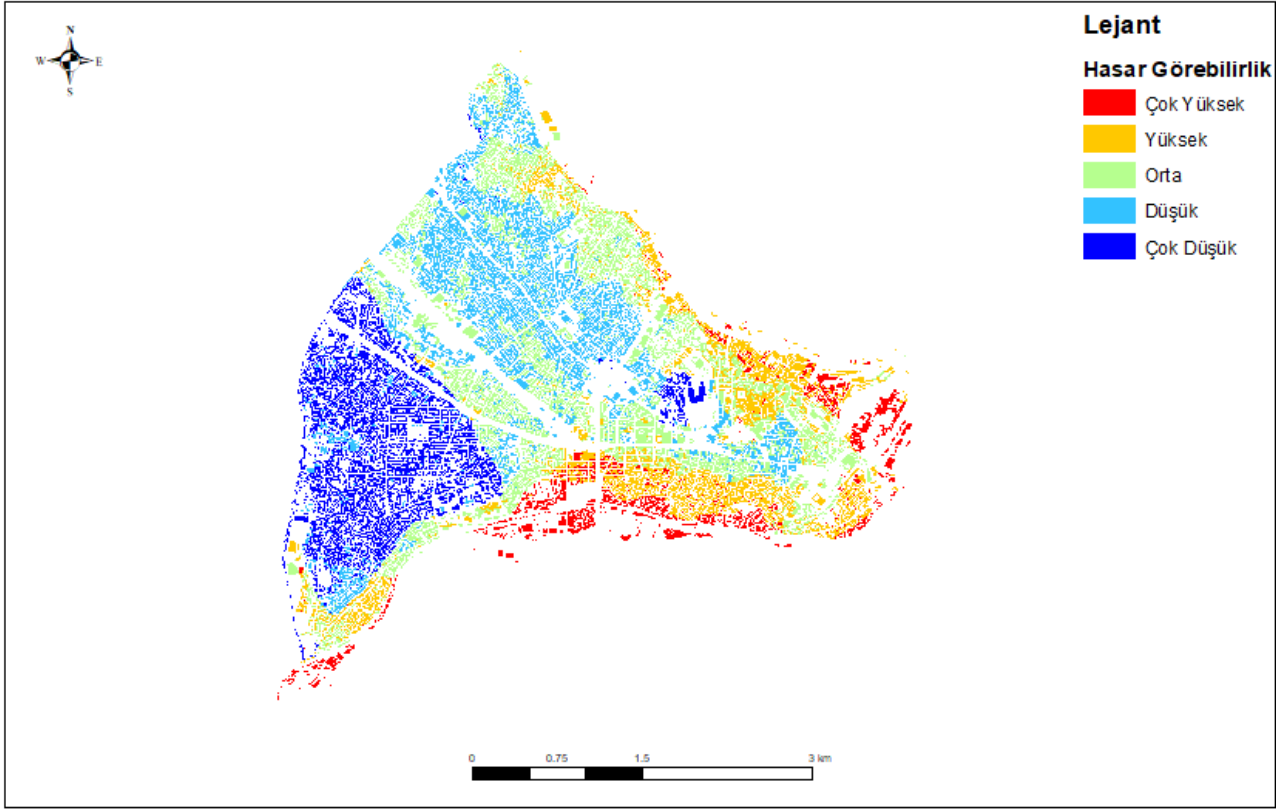 Lejant
Hasar Görebilirlik
Çok Yüksek
Yüksek
Orta
Düşük
Çok Düşük
N
W E
S
0 0.75 1.5 3 km